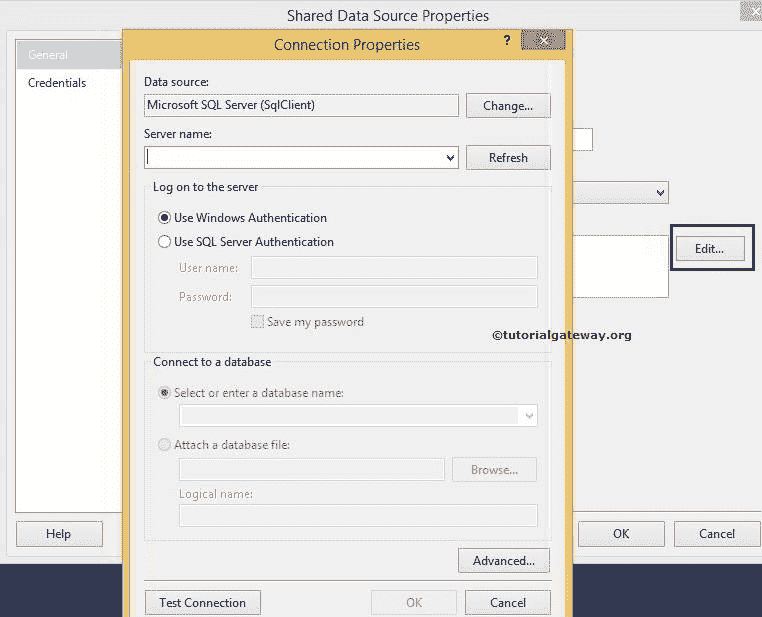 Shared Data Source Properties
General
Credentials
Connection Properties
?
Data source:
Microsoft SQL Server (SqlClient)
Change...
Server name:
Refresh
Log on to the server
Use Windows Authentication
Use SQL Server Authentication
User name:
Password:
Save my password
Edit...
©tutorialgateway.org
Connect to a database
Select or enter a database name:
Attach a database file:
Browse...
Logical name:
Advanced...
Test Connection
OK
Cancel
Help
OK
Cancel